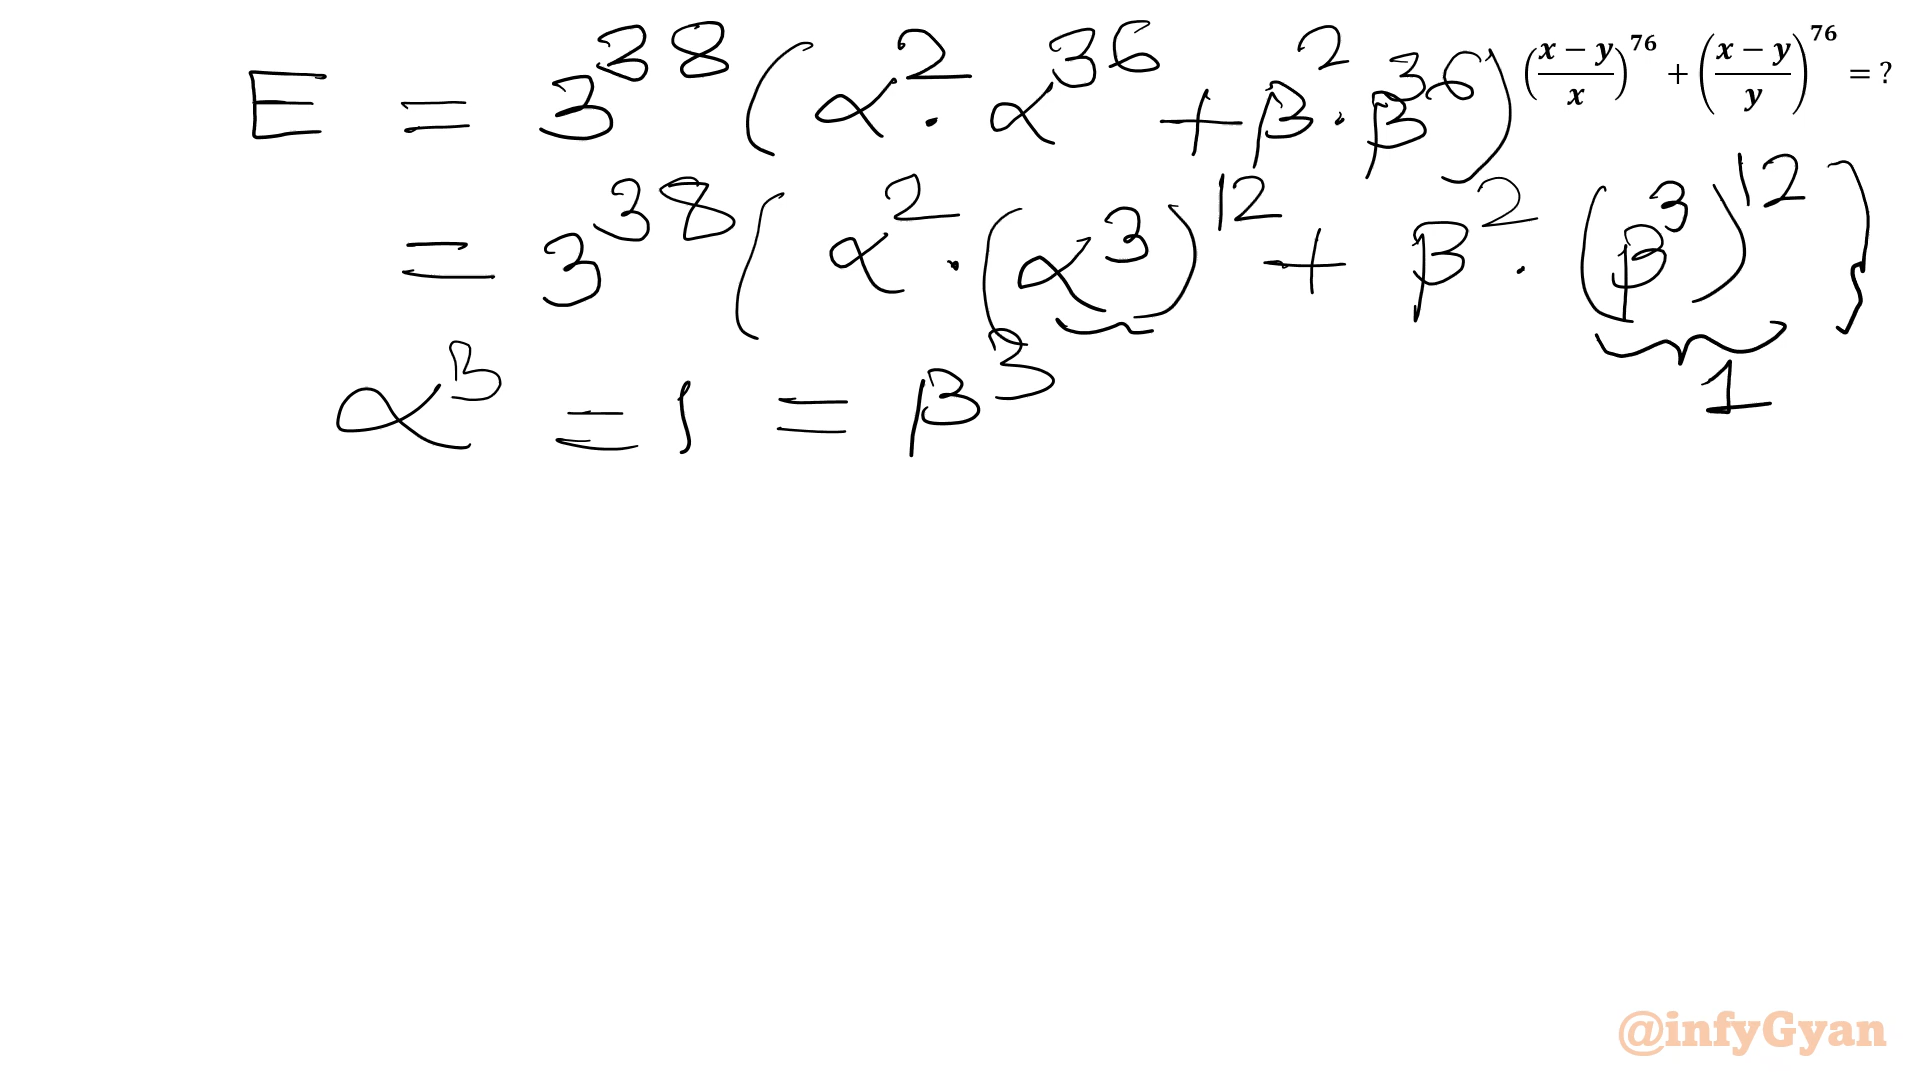 E = 3^38 (α^2 · α^36 + β^2 · β^36)
((x − y)/x)^76 + ((x − y)/y)^76 = ?
= 3^38 ( α^2 · (α^3)^12 + β^2 · (β^3)^12 }
1
α^3 = 1 = β^3
@infyGyan